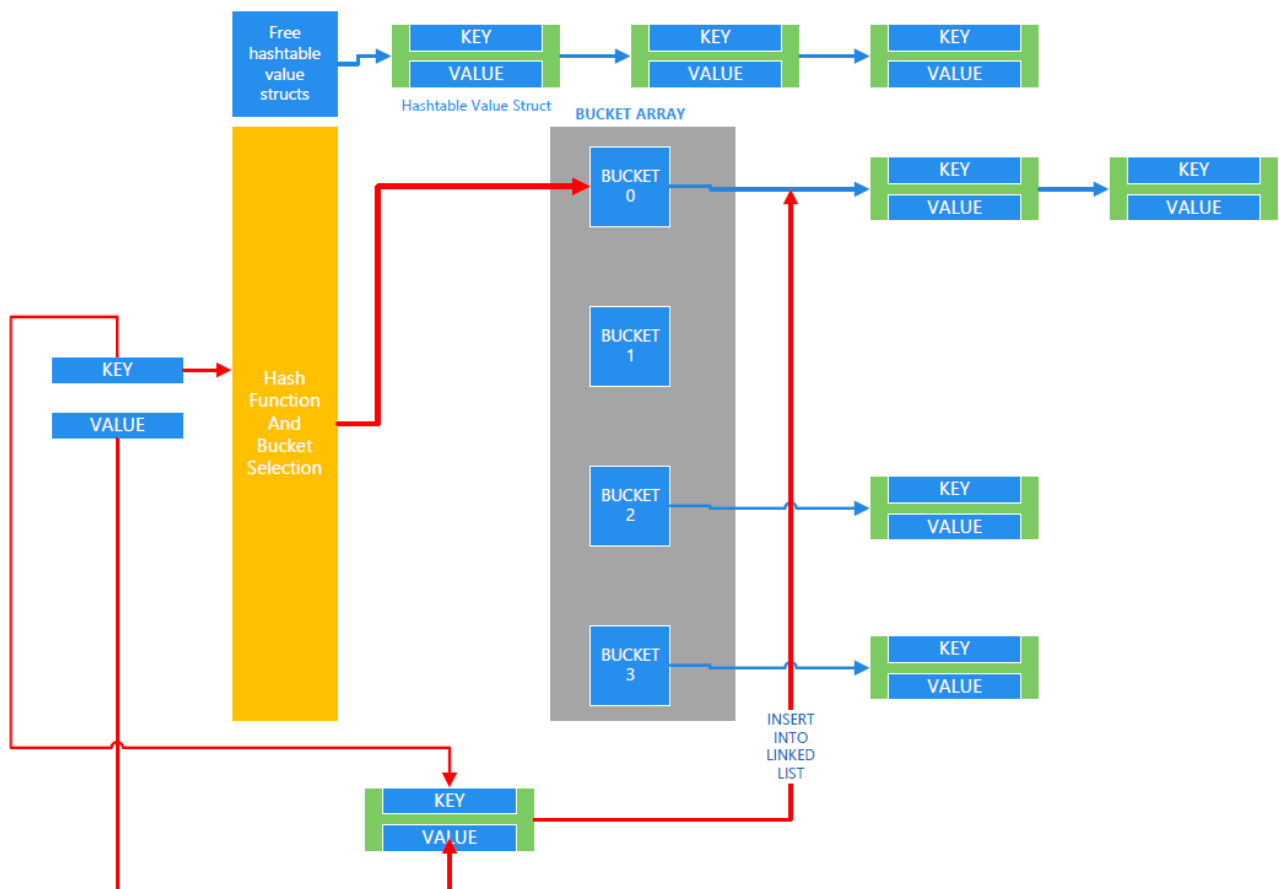 Free
hashtable
value
structs
KEY
VALUE
KEY
VALUE
KEY
VALUE
Hashtable Value Struct
BUCKET ARRAY
BUCKET
0
KEY
VALUE
KEY
VALUE
BUCKET
1
KEY
VALUE
Hash
Function
And
Bucket
Selection
BUCKET
2
KEY
VALUE
BUCKET
3
KEY
VALUE
INSERT
INTO
LINKED
LIST
KEY
VALUE